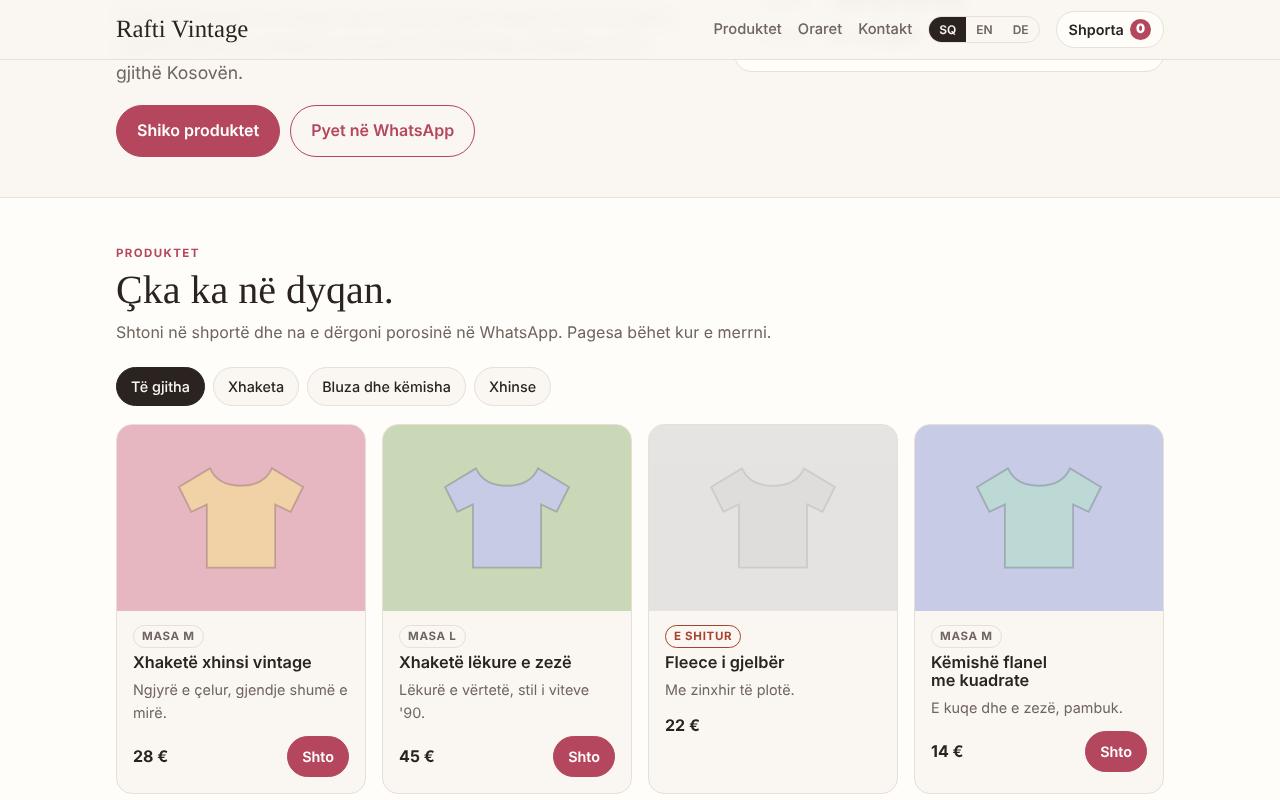 Rafti Vintage
Produktet
Oraret
Kontakt
SQ
EN
DE
Shporta 0
gjithë Kosovën.
Shiko produktet
Pyet në WhatsApp
PRODUKTET
Çka ka në dyqan.
Shtoni në shportë dhe na e dërgoni porosinë në WhatsApp. Pagesa bëhet kur e merrni.
Të gjitha
Xhaketa
Bluza dhe këmisha
Xhinse
MASA M
Xhaketë xhinsi vintage
Ngjyrë e çelur, gjendje shumë e
mirë.
28 €
Shto
MASA L
Xhaketë lëkure e zezë
Lëkurë e vërtetë, stil i viteve
'90.
45 €
Shto
E SHITUR
Fleece i gjelbër
Me zinxhir të plotë.
22 €
MASA M
Këmishë flanel
me kuadrate
E kuqe dhe e zezë, pambuk.
14 €
Shto